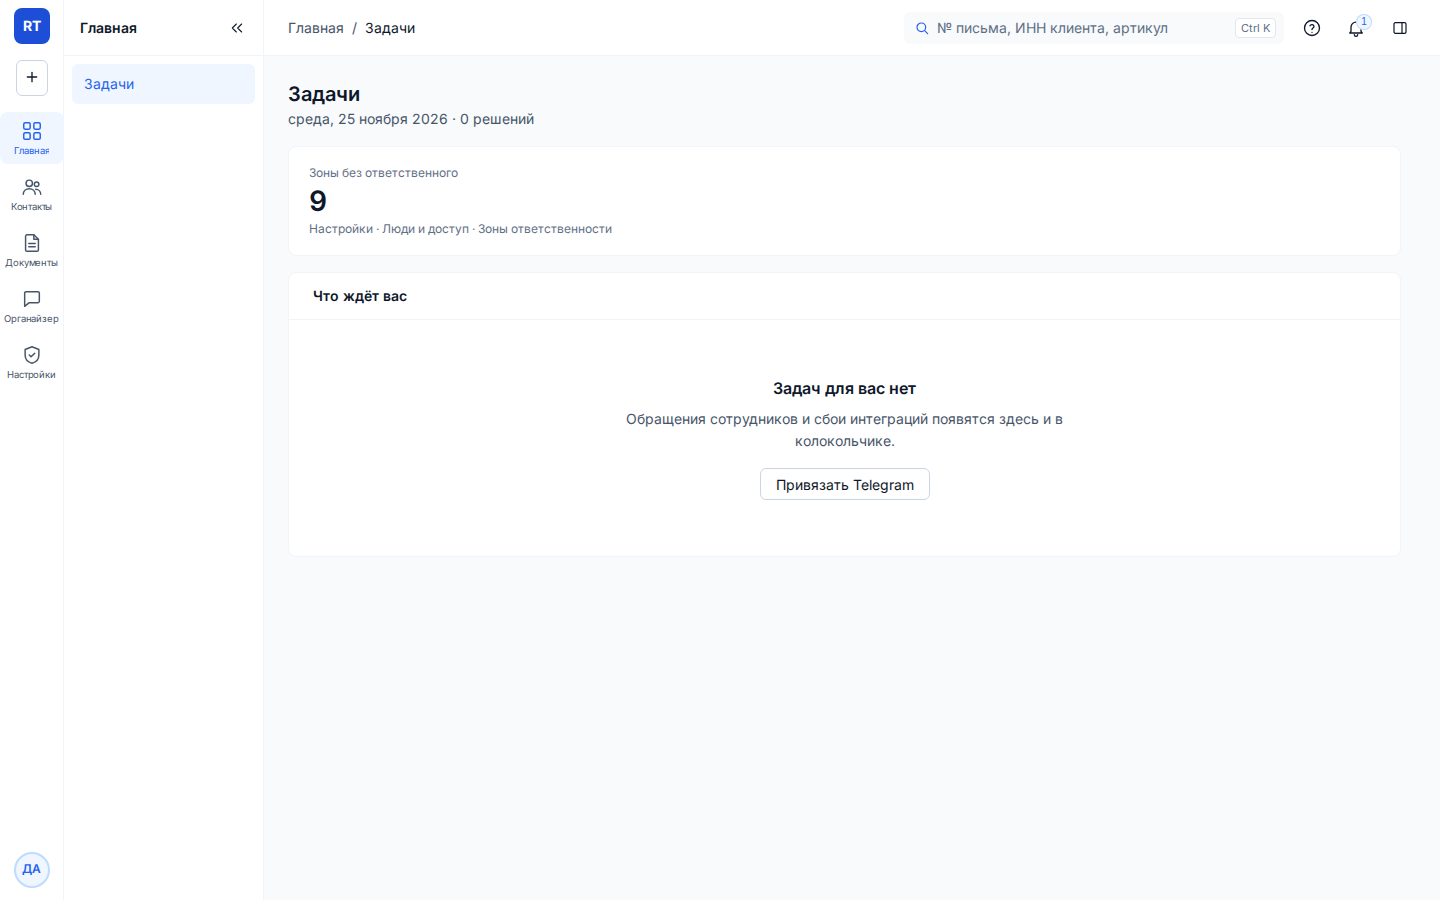 RT
Главная
Главная / Задачи
№ письма, ИНН клиента, артикул
Ctrl K
1
+
Задачи
Главная
Контакты
Документы
Органайзер
Настройки
ДА
Задачи
среда, 25 ноября 2026 · 0 решений
Зоны без ответственного
9
Настройки · Люди и доступ · Зоны ответственности
Что ждёт вас
Задач для вас нет
Обращения сотрудников и сбои интеграций появятся здесь и в
колокольчике.
Привязать Telegram